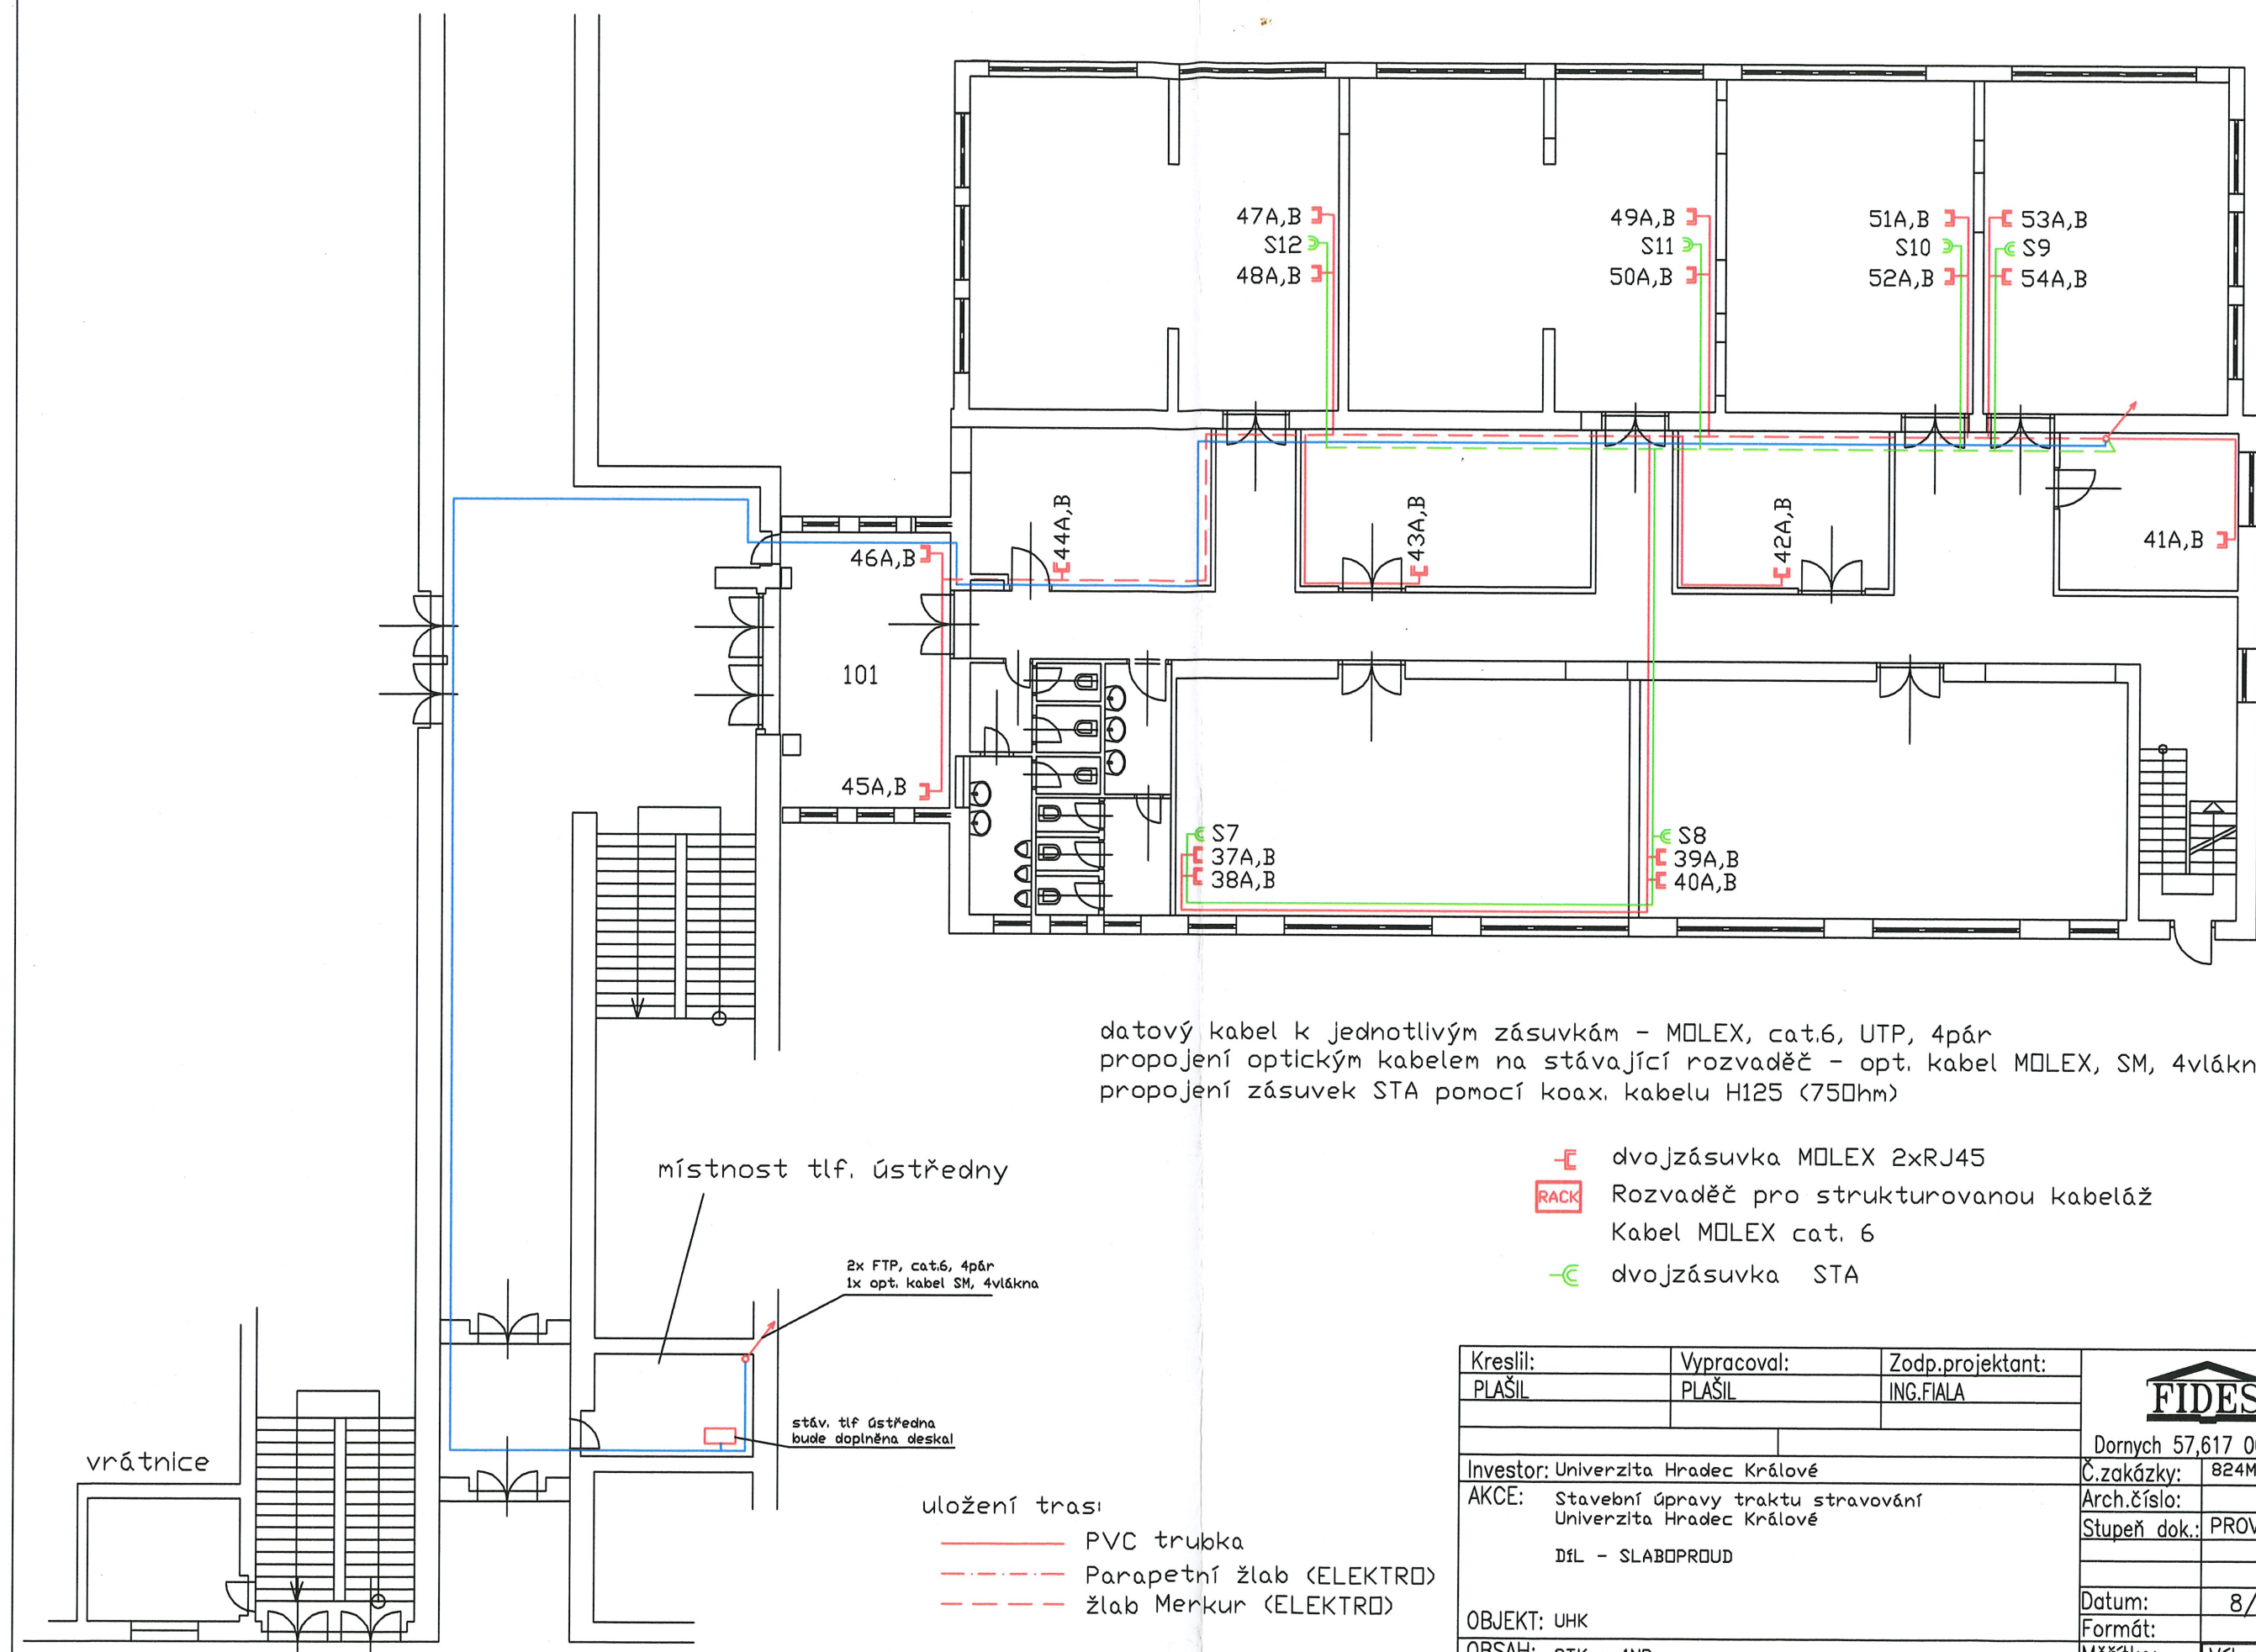 47A,B
S12
48A,B
49A,B
S11
50A,B
51A,B
S10
52A,B
53A,B
S9
54A,B
44A,B
43A,B
42A,B
41A,B
46A,B
101
45A,B
S7
37A,B
38A,B
S8
39A,B
40A,B
datový kabel k jednotlivým zásuvkám - MOLEX, cat.6, UTP, 4pár
propojení optickým kabelem na stávající rozvaděč - opt. kabel MOLEX, SM, 4vlákn
propojení zásuvek STA pomocí koax. kabelu H125 (75Ohm)
dvojzásuvka MOLEX 2xRJ45
RACK Rozvaděč pro strukturovanou kabeláž
Kabel MOLEX cat. 6
dvojzásuvka STA
místnost tlf. ústředny
2x FTP, cat.6, 4pár
1x opt. kabel SM, 4vlákna
stáv. tlf ústředna
bude doplněna deska!
vrátnice
uložení tras:
PVC trubka
Parapetní žlab (ELEKTRO)
žlab Merkur (ELEKTRO)
Kreslil: Vypracoval: Zodp.projektant:
PLAŠIL PLAŠIL ING.FIALA
FIDES
Dornych 57,617 0
Investor: Univerzita Hradec Králové
Č.zakázky: 824M
AKCE: Stavební úpravy traktu stravování
Univerzita Hradec Králové
Arch.číslo:
Stupeň dok.: PROV
DÍL - SLABOPROUD
Datum: 8/
OBJEKT: UHK
Formát: